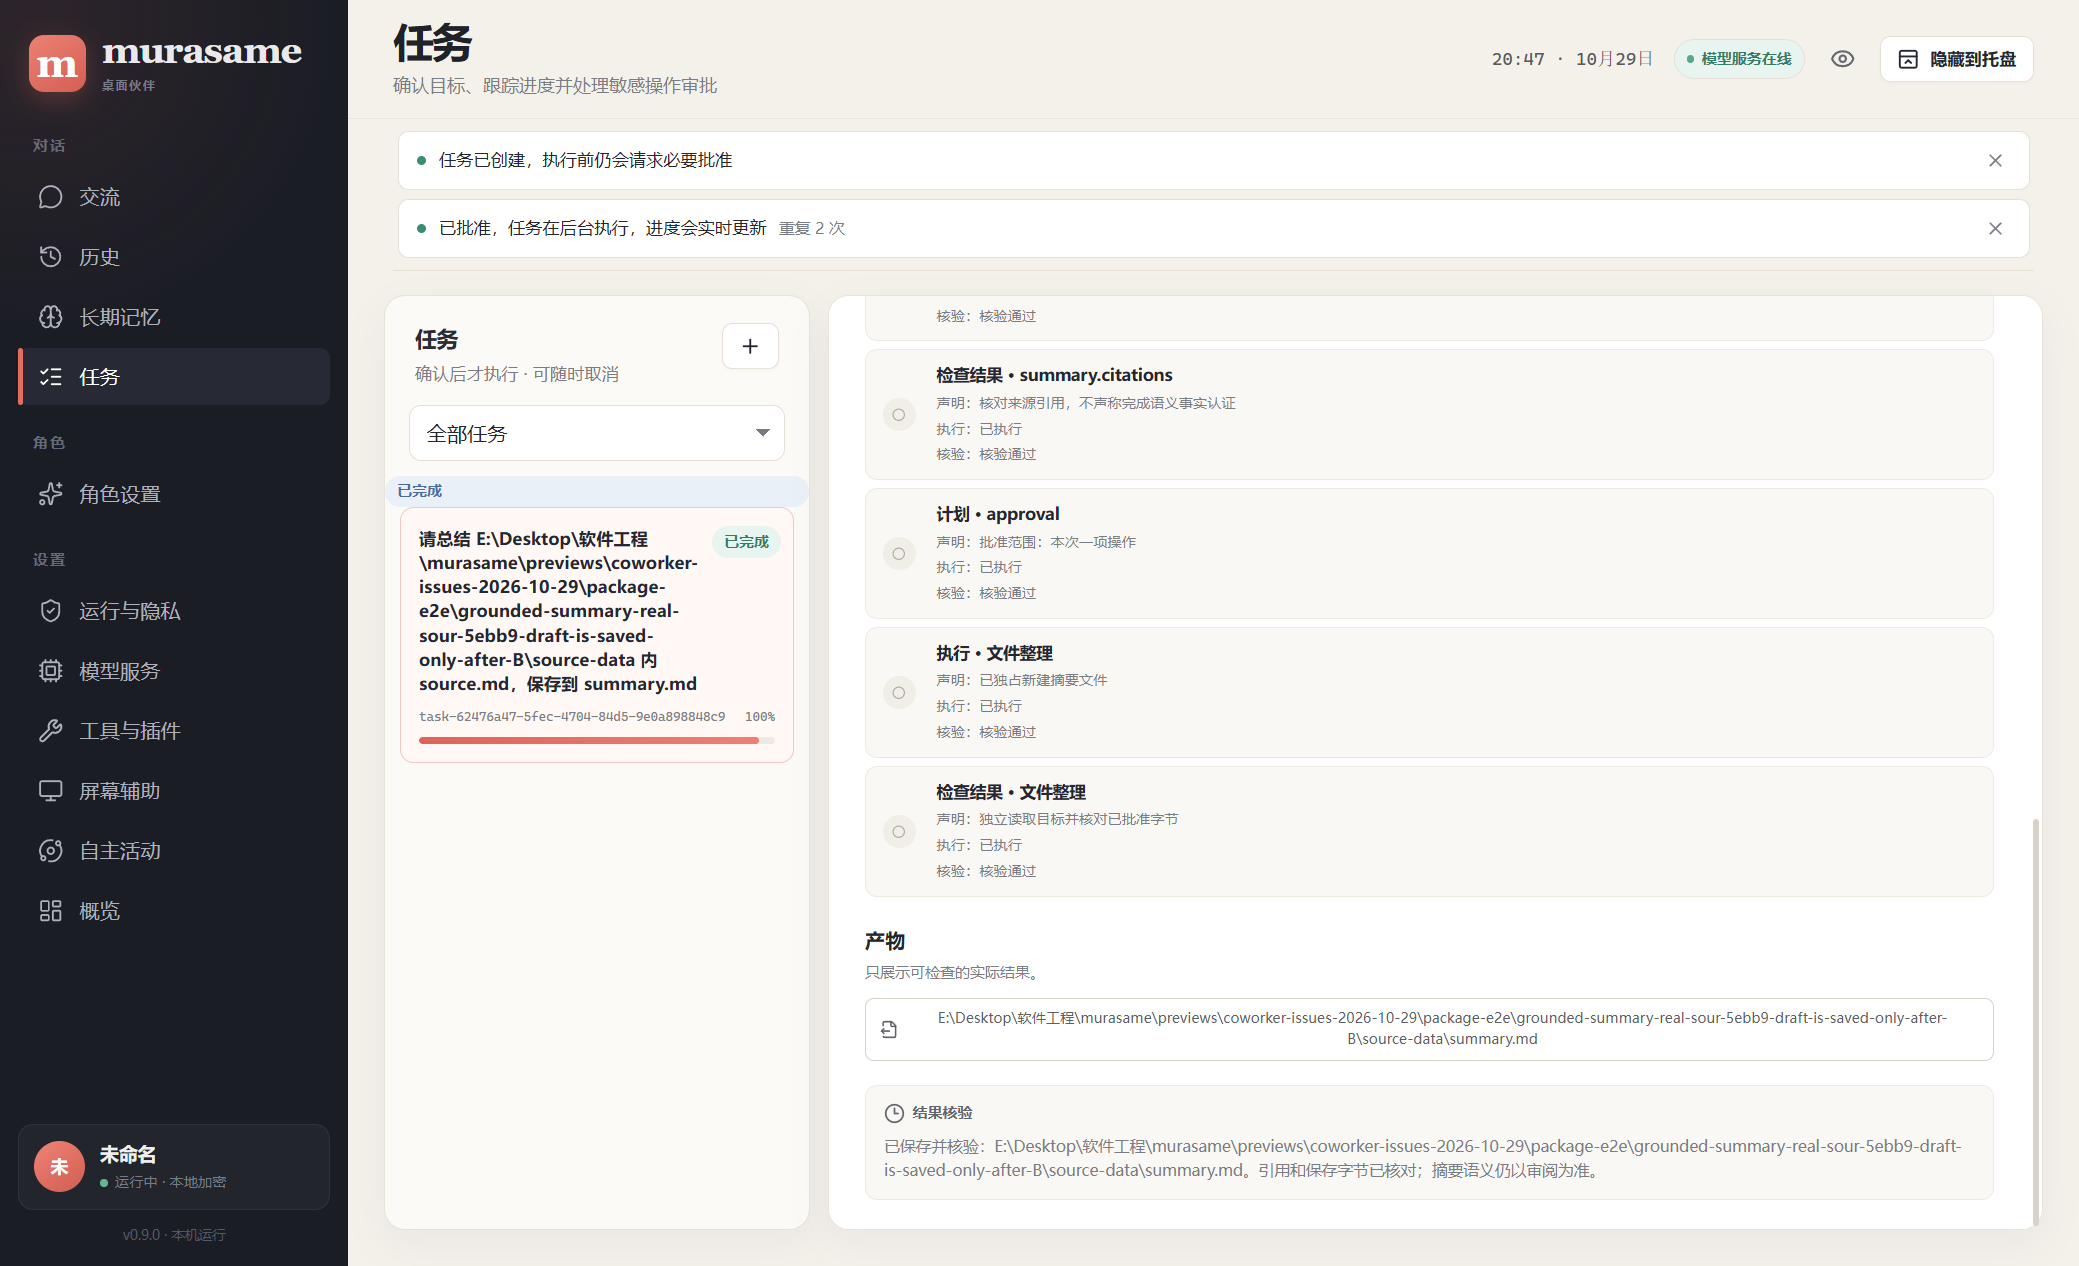 m
murasame
桌面伙伴
对话
交流
历史
长期记忆
任务
角色
角色设置
设置
运行与隐私
模型服务
工具与插件
屏幕辅助
自主活动
概览
未
未命名
运行中 · 本地加密
v0.9.0 · 本机运行
任务
确认目标、跟踪进度并处理敏感操作审批
20:47 · 10月29日
模型服务在线
隐藏到托盘
任务已创建，执行前仍会请求必要批准
已批准，任务在后台执行，进度会实时更新 重复 2 次
任务
确认后才执行 · 可随时取消
全部任务
已完成
请总结 E:\Desktop\软件工程
\murasame\previews\coworker-
issues-2026-10-29\package-
e2e\grounded-summary-real-
sour-5ebb9-draft-is-saved-
only-after-B\source-data 内
source.md，保存到 summary.md
已完成
task-62476a47-5fec-4704-84d5-9e0a898848c9 100%
核验：核验通过
检查结果 • summary.citations
声明：核对来源引用，不声称完成语义事实认证
执行：已执行
核验：核验通过
计划 • approval
声明：批准范围：本次一项操作
执行：已执行
核验：核验通过
执行 • 文件整理
声明：已独占新建摘要文件
执行：已执行
核验：核验通过
检查结果 • 文件整理
声明：独立读取目标并核对已批准字节
执行：已执行
核验：核验通过
产物
只展示可检查的实际结果。
E:\Desktop\软件工程\murasame\previews\coworker-issues-2026-10-29\package-e2e\grounded-summary-real-sour-5ebb9-draft-is-saved-only-after-
B\source-data\summary.md
结果核验
已保存并核验：E:\Desktop\软件工程\murasame\previews\coworker-issues-2026-10-29\package-e2e\grounded-summary-real-sour-5ebb9-draft-
is-saved-only-after-B\source-data\summary.md。引用和保存字节已核对；摘要语义仍以审阅为准。